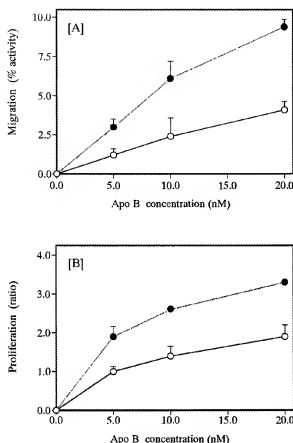 [A]
10.0
7.5
5.0
2.5
0.0
Migration (% activity)
0.0 5.0 10.0 15.0 20.0
Apo B concentration (nM)
[B]
4.0
3.0
2.0
1.0
0.0
Proliferation (ratio)
0.0 5.0 10.0 15.0 20.0
Apo B concentration (nM)